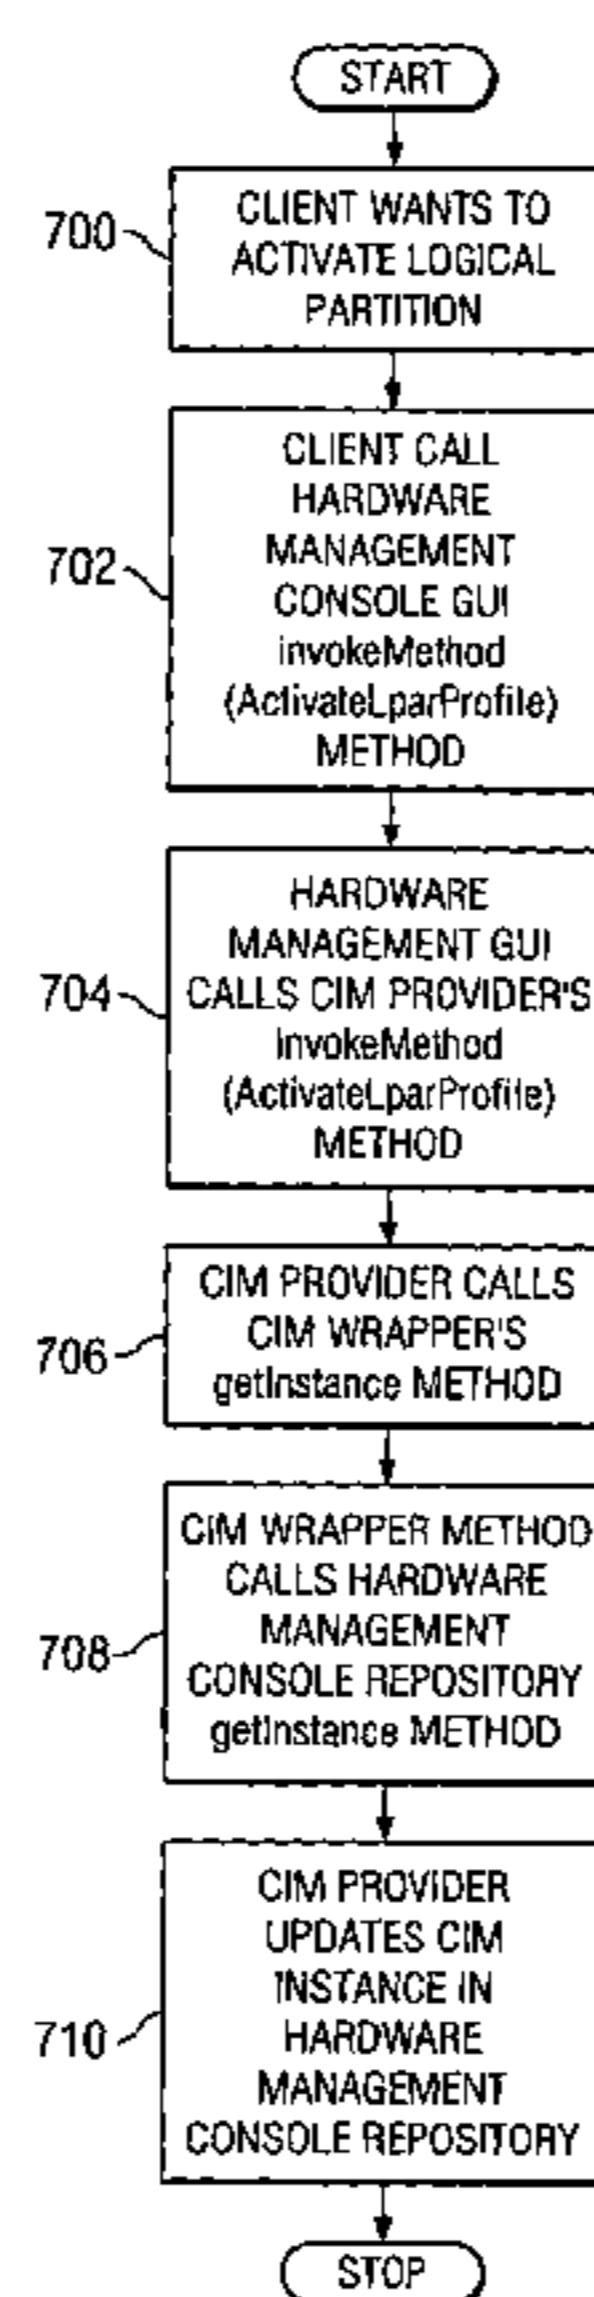 START
700
CLIENT WANTS TO
ACTIVATE LOGICAL
PARTITION
702
CLIENT CALL
HARDWARE
MANAGEMENT
CONSOLE GUI
invokeMethod
(ActivateLparProfile)
METHOD
704
HARDWARE
MANAGEMENT GUI
CALLS CIM PROVIDER'S
invokeMethod
(ActivateLparProfile)
METHOD
706
CIM PROVIDER CALLS
CIM WRAPPER'S
getInstance METHOD
708
CIM WRAPPER METHOD
CALLS HARDWARE
MANAGEMENT
CONSOLE REPOSITORY
getInstance METHOD
710
CIM PROVIDER
UPDATES CIM
INSTANCE IN
HARDWARE
MANAGEMENT
CONSOLE REPOSITORY
STOP